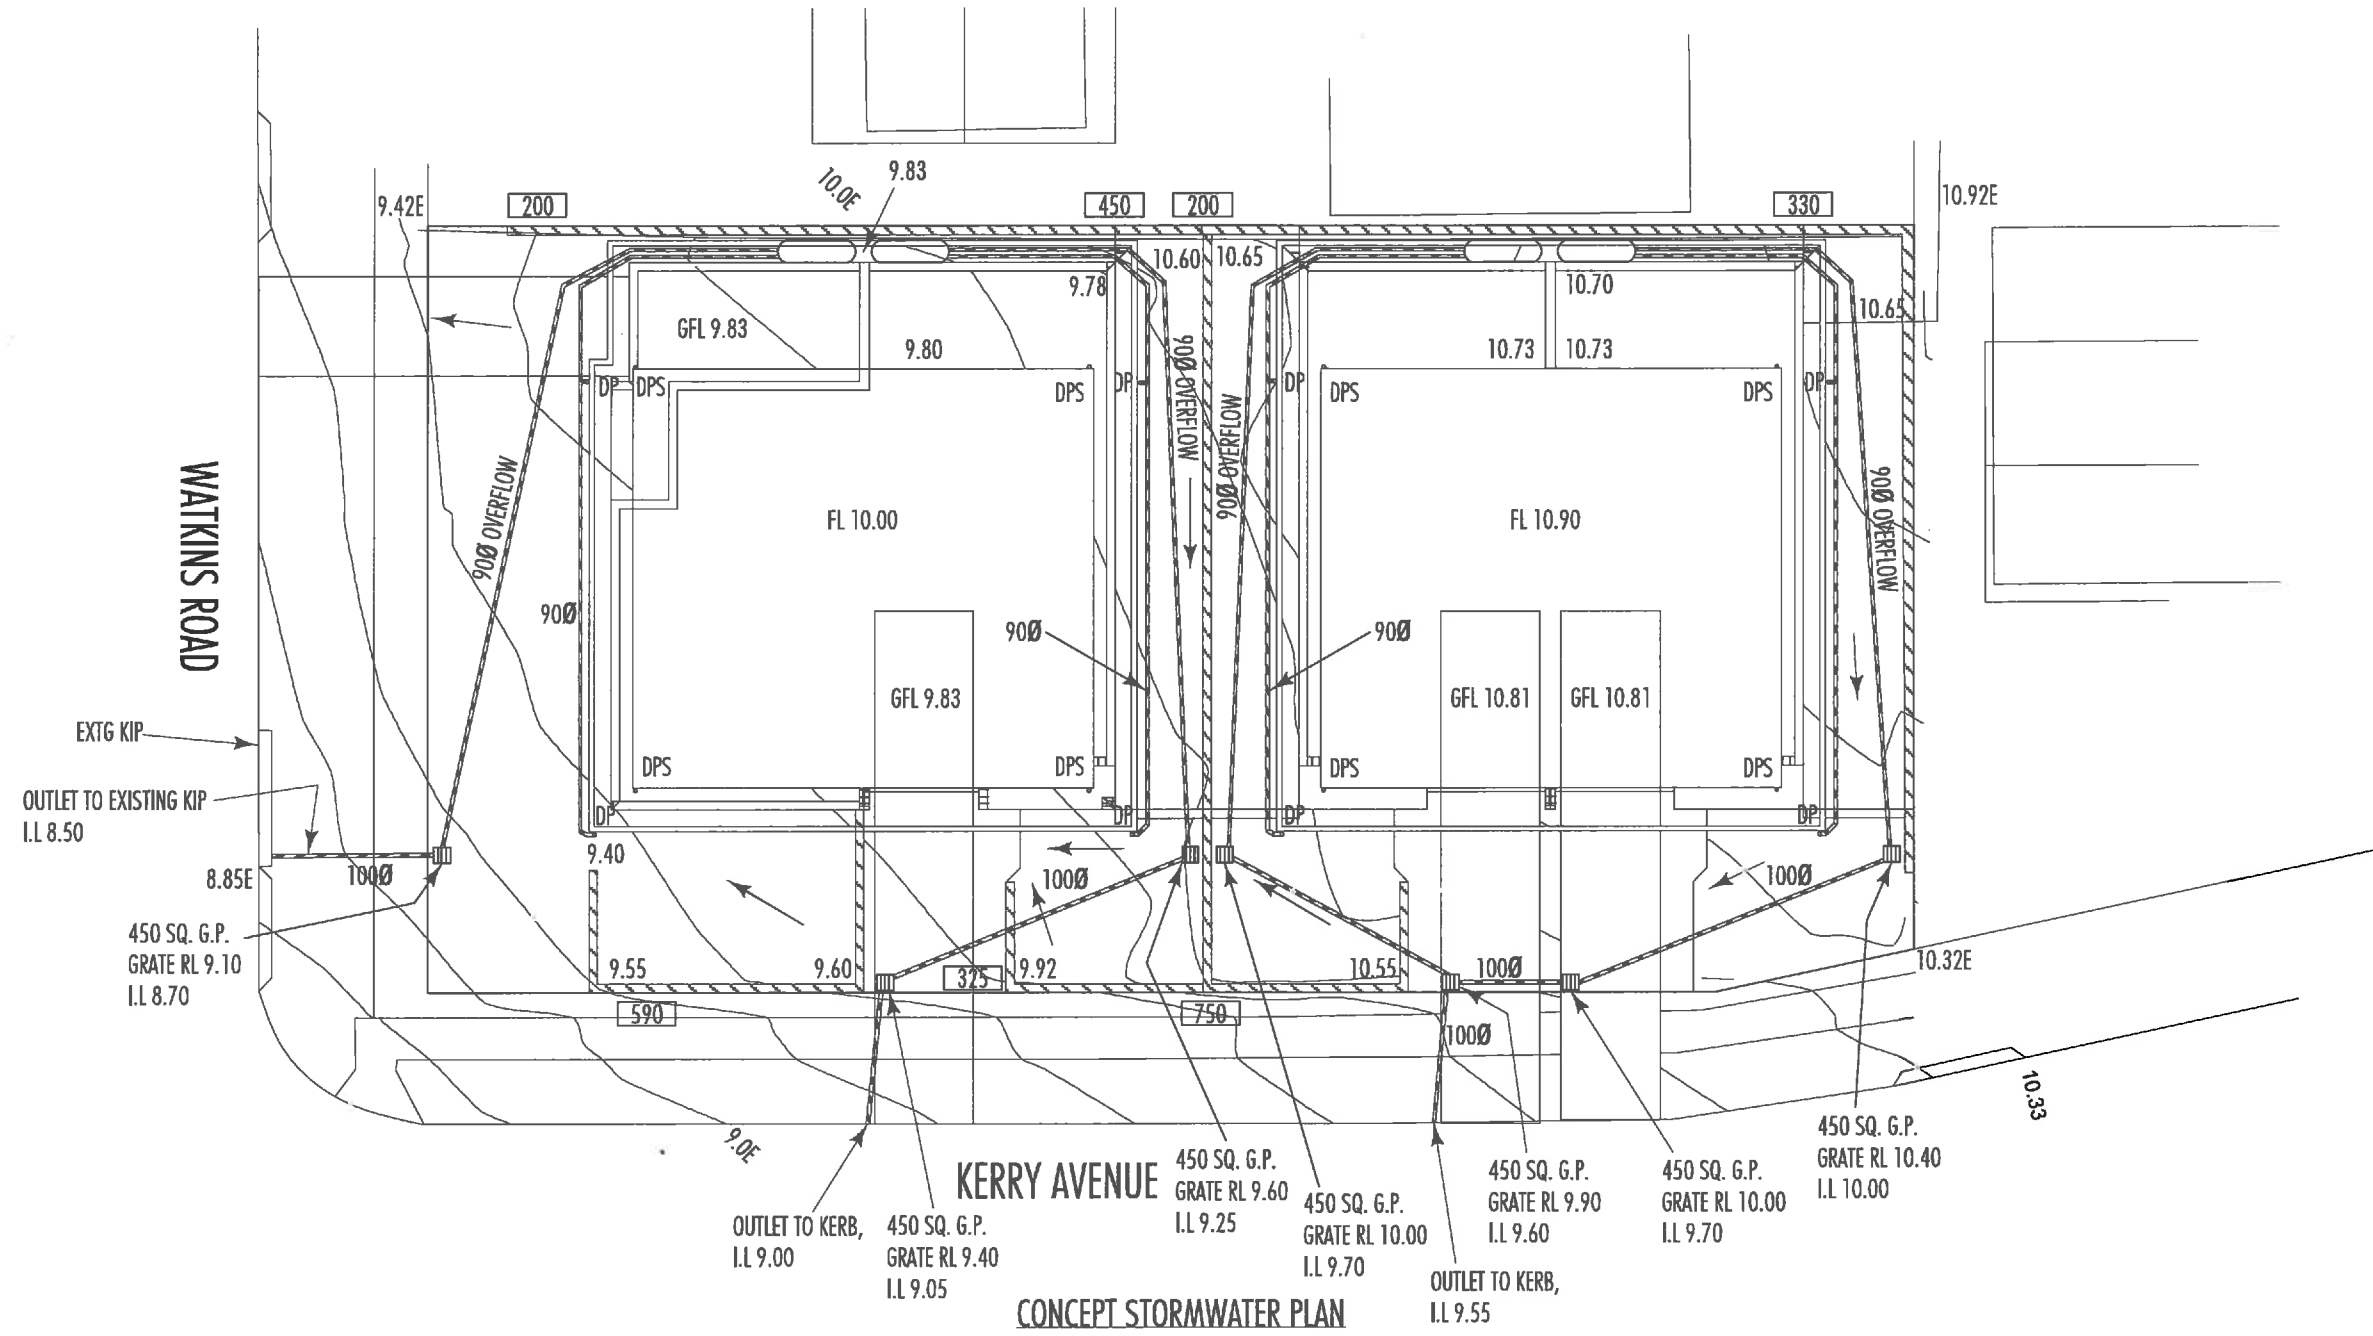 9.83
10.0E
9.42E
200
450
200
330
10.92E
10.60
10.65
9.78
10.70
10.65
GFL 9.83
9.80
10.73
10.73
DP
DPS
DPS
DP
DP
DPS
DPS
DP
90Ø OVERFLOW
90Ø OVERFLOW
90Ø OVERFLOW
90Ø OVERFLOW
WATKINS ROAD
FL 10.00
FL 10.90
90Ø
90Ø
90Ø
GFL 9.83
GFL 10.81
GFL 10.81
EXTG KIP
DPS
DPS
DPS
DPS
OUTLET TO EXISTING KIP
I.L 8.50
DP
DP
DP
DP
9.40
8.85E
100Ø
100Ø
100Ø
450 SQ. G.P.
GRATE RL 9.10
I.L 8.70
9.55
9.60
325
9.92
10.55
100Ø
10.32E
590
750
100Ø
10.33
9.0E
KERRY AVENUE
OUTLET TO KERB,
I.L 9.00
450 SQ. G.P.
GRATE RL 9.40
I.L 9.05
450 SQ. G.P.
GRATE RL 9.60
I.L 9.25
450 SQ. G.P.
GRATE RL 10.00
I.L 9.70
450 SQ. G.P.
GRATE RL 9.90
I.L 9.60
OUTLET TO KERB,
I.L 9.55
450 SQ. G.P.
GRATE RL 10.00
I.L 9.70
450 SQ. G.P.
GRATE RL 10.40
I.L 10.00
CONCEPT STORMWATER PLAN